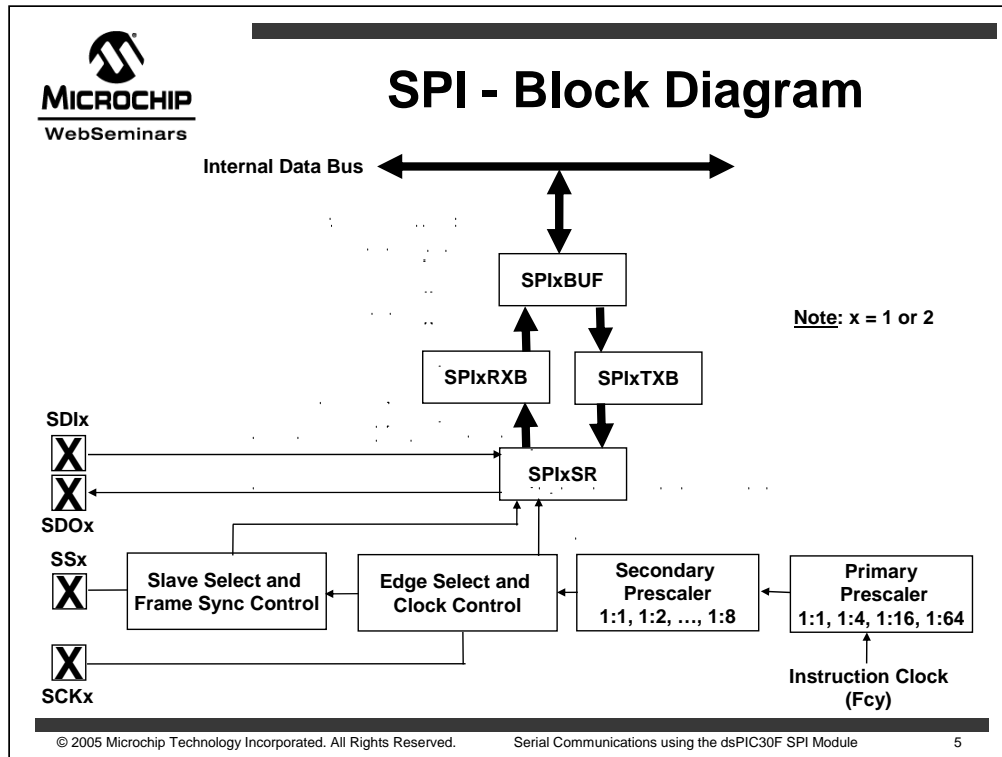 MICROCHIP
WebSeminars
SPI - Block Diagram
Internal Data Bus
SPIxBUF
Note: x = 1 or 2
SPIxRXB
SPIxTXB
SDIx
X
SPIxSR
X
SDOx
SSx
X
Slave Select and
Frame Sync Control
Edge Select and
Clock Control
Secondary
Prescaler
1:1, 1:2, …, 1:8
Primary
Prescaler
1:1, 1:4, 1:16, 1:64
X
SCKx
Instruction Clock
(Fcy)
© 2005 Microchip Technology Incorporated. All Rights Reserved.
Serial Communications using the dsPIC30F SPI Module
5